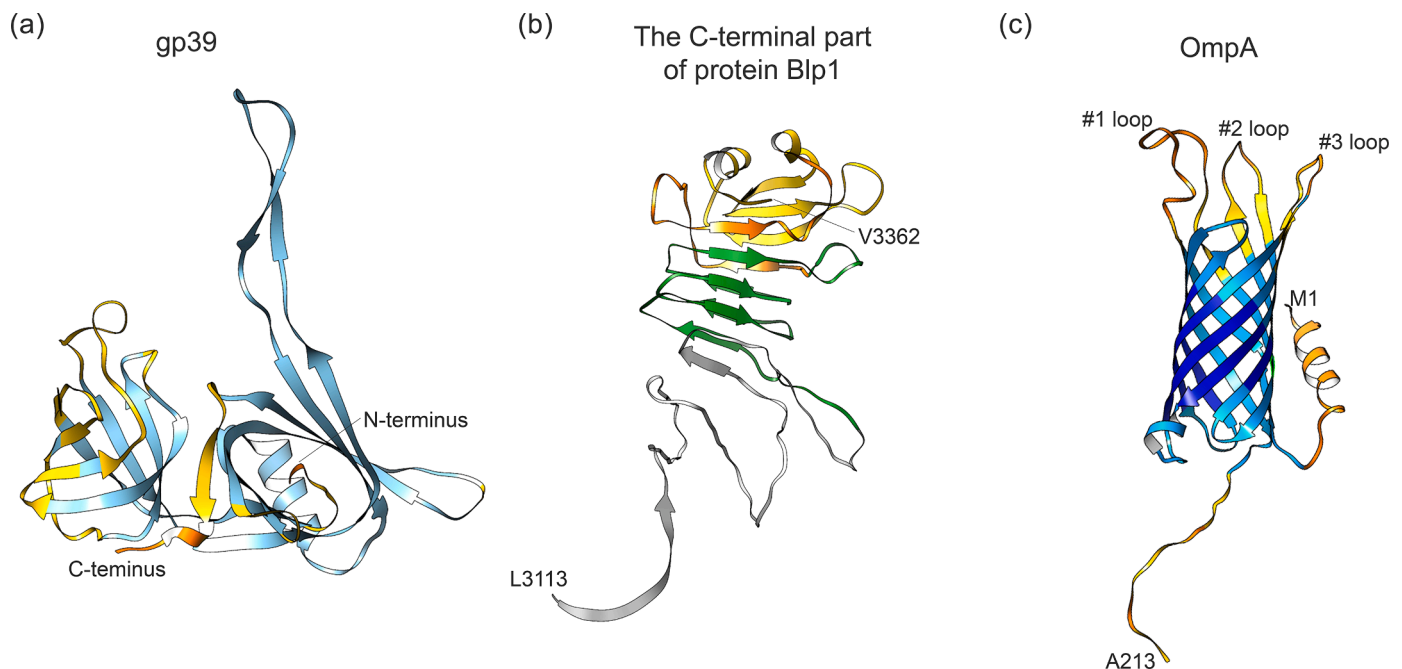 (a)
gp39
N-terminus
C-teminus
(b)
The C-terminal part
of protein Blp1
V3362
L3113
(c)
OmpA
#1 loop
#2 loop
#3 loop
M1
A213